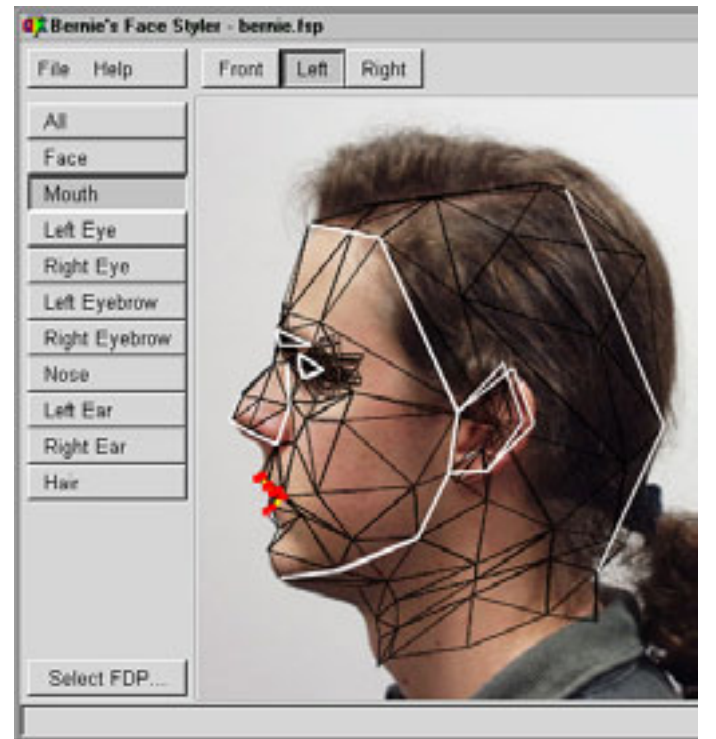 Bernie's Face Styler - bernie.fsp
File Help
Front Left Right
All
Face
Mouth
Left Eye
Right Eye
Left Eyebrow
Right Eyebrow
Nose
Left Ear
Right Ear
Hair
Select FDP...